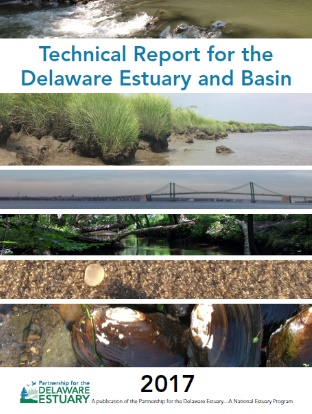 Technical Report for the
Delaware Estuary and Basin
2017
Partnership for the
DELAWARE
ESTUARY
A publication of the Partnership for the Delaware Estuary—A National Estuary Program